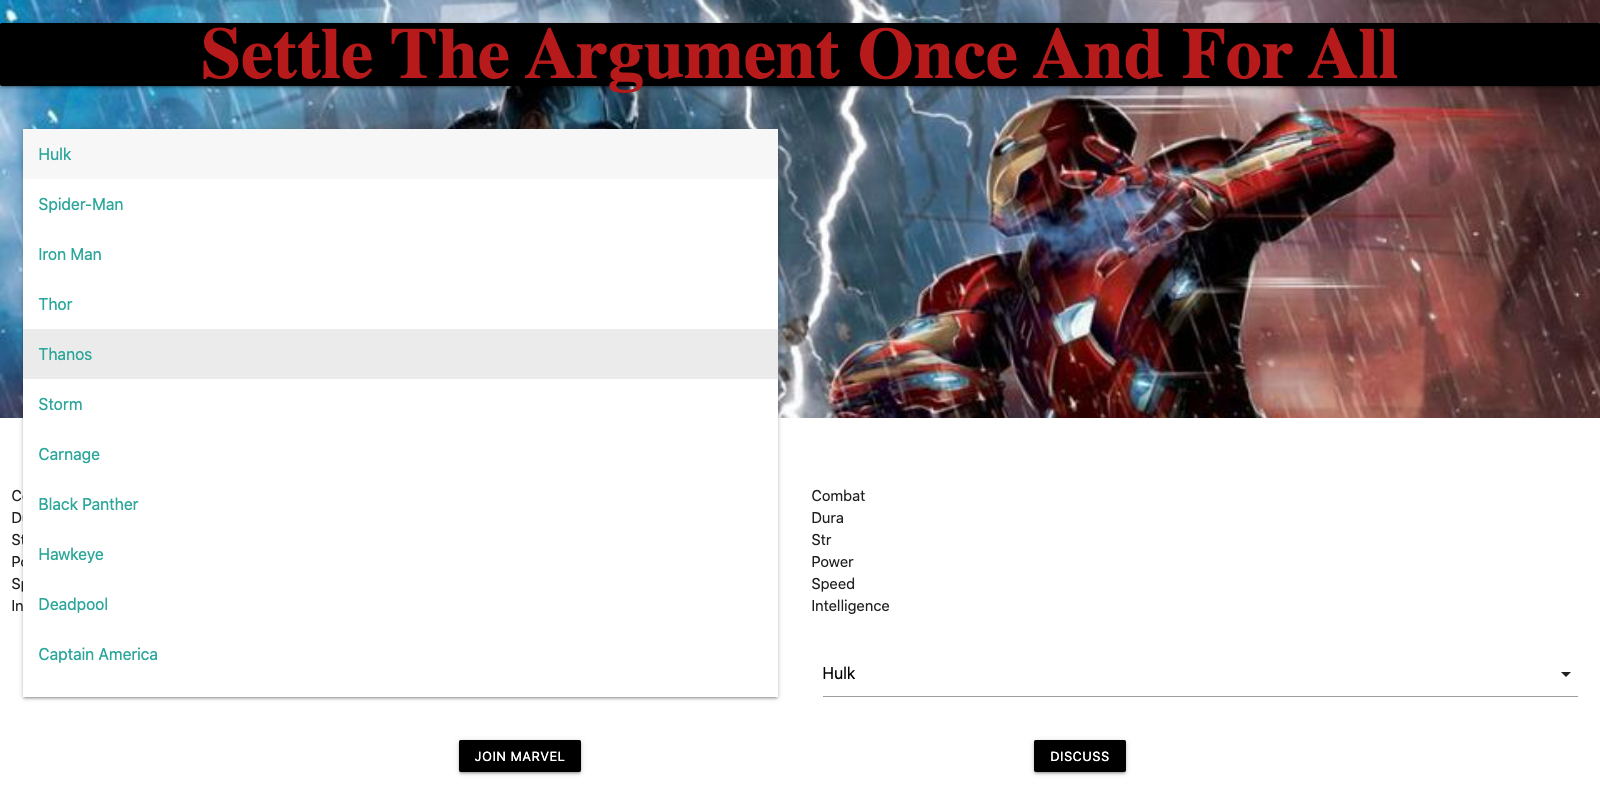 Settle The Argument Once And For All
Hulk
Spider-Man
Iron Man
Thor
Thanos
Storm
Carnage
Black Panther
Hawkeye
Deadpool
Captain America
C
D
St
Po
Sp
In
Combat
Dura
Str
Power
Speed
Intelligence
Hulk
JOIN MARVEL
DISCUSS